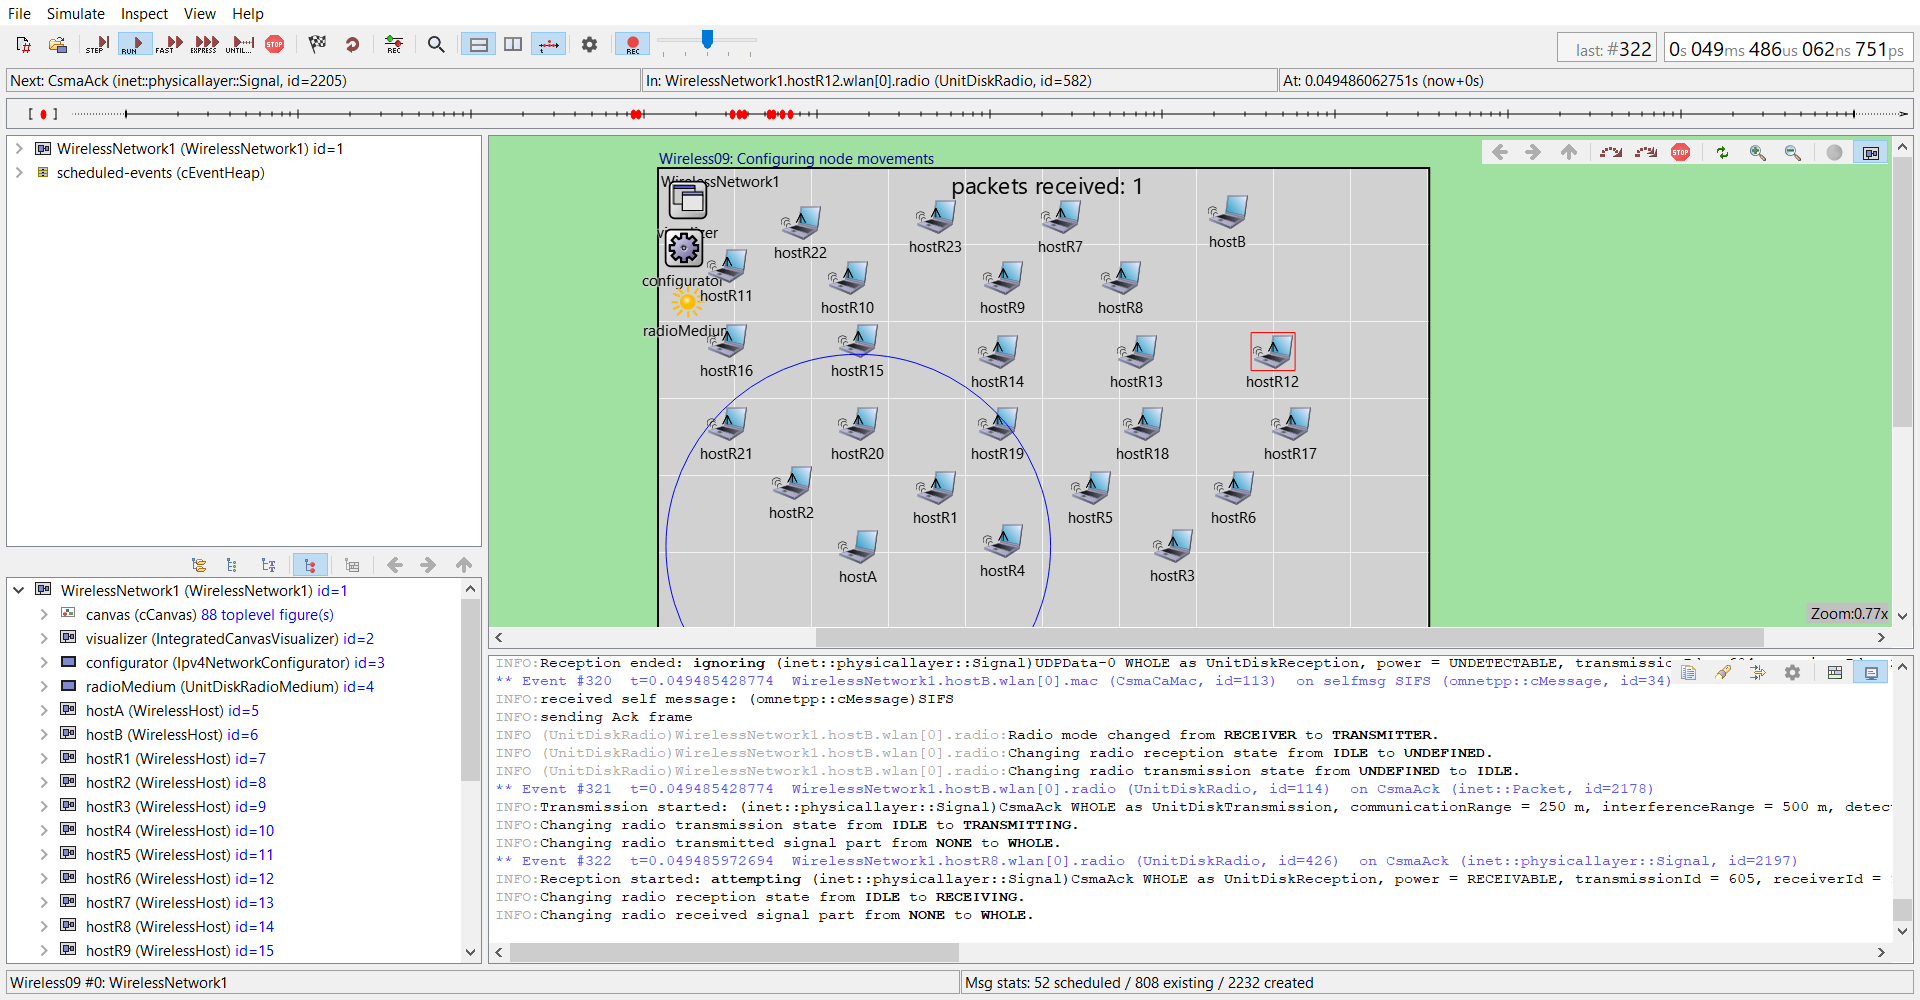 File Simulate Inspect View Help
STEP RUN FAST EXPRESS UNTIL... STOP REC REC
last: #322 0s 049ms 486us 062ns 751ps
Next: CsmaAck (inet::physicallayer::Signal, id=2205) In: WirelessNetwork1.hostR12.wlan[0].radio (UnitDiskRadio, id=582) At: 0.049486062751s (now+0s)
WirelessNetwork1 (WirelessNetwork1) id=1
scheduled-events (cEventHeap)
WirelessNetwork1 (WirelessNetwork1) id=1
canvas (cCanvas) 88 toplevel figure(s)
visualizer (IntegratedCanvasVisualizer) id=2
configurator (Ipv4NetworkConfigurator) id=3
radioMedium (UnitDiskRadioMedium) id=4
hostA (WirelessHost) id=5
hostB (WirelessHost) id=6
hostR1 (WirelessHost) id=7
hostR2 (WirelessHost) id=8
hostR3 (WirelessHost) id=9
hostR4 (WirelessHost) id=10
hostR5 (WirelessHost) id=11
hostR6 (WirelessHost) id=12
hostR7 (WirelessHost) id=13
hostR8 (WirelessHost) id=14
hostR9 (WirelessHost) id=15
Wireless09: Configuring node movements
STOP
WirelessNetwork1
packets received: 1
visualizer
hostR22 hostR23 hostR7 hostB
configurator
hostR11 hostR10 hostR9 hostR8
radioMedium
hostR16 hostR15 hostR14 hostR13 hostR12
hostR21 hostR20 hostR19 hostR18 hostR17
hostR2 hostR1 hostR5 hostR6
hostA hostR4 hostR3
Zoom:0.77x
INFO:Reception ended: ignoring (inet::physicallayer::Signal)UDPData-0 WHOLE as UnitDiskReception, power = UNDETECTABLE,
** Event #320 t=0.049485428774 WirelessNetwork1.hostB.wlan[0].mac (CsmaCaMac, id=113) on selfmsg SIFS (omnetpp::cMessage, id=34)
INFO:received self message: (omnetpp::cMessage)SIFS
INFO:sending Ack frame
INFO (UnitDiskRadio)WirelessNetwork1.hostB.wlan[0].radio:Radio mode changed from RECEIVER to TRANSMITTER.
INFO (UnitDiskRadio)WirelessNetwork1.hostB.wlan[0].radio:Changing radio reception state from IDLE to UNDEFINED.
INFO (UnitDiskRadio)WirelessNetwork1.hostB.wlan[0].radio:Changing radio transmission state from UNDEFINED to IDLE.
** Event #321 t=0.049485428774 WirelessNetwork1.hostB.wlan[0].radio (UnitDiskRadio, id=114) on CsmaAck (inet::Packet, id=2178)
INFO:Transmission started: (inet::physicallayer::Signal)CsmaAck WHOLE as UnitDiskTransmission, communicationRange = 250 m, interferenceRange = 500 m, detec
INFO:Changing radio transmission state from IDLE to TRANSMITTING.
INFO:Changing radio transmitted signal part from NONE to WHOLE.
** Event #322 t=0.049485972694 WirelessNetwork1.hostR8.wlan[0].radio (UnitDiskRadio, id=426) on CsmaAck (inet::physicallayer::Signal, id=2197)
INFO:Reception started: attempting (inet::physicallayer::Signal)CsmaAck WHOLE as UnitDiskReception, power = RECEIVABLE, transmissionId = 605, receiverId =
INFO:Changing radio reception state from IDLE to RECEIVING.
INFO:Changing radio received signal part from NONE to WHOLE.
Wireless09 #0: WirelessNetwork1 Msg stats: 52 scheduled / 808 existing / 2232 created